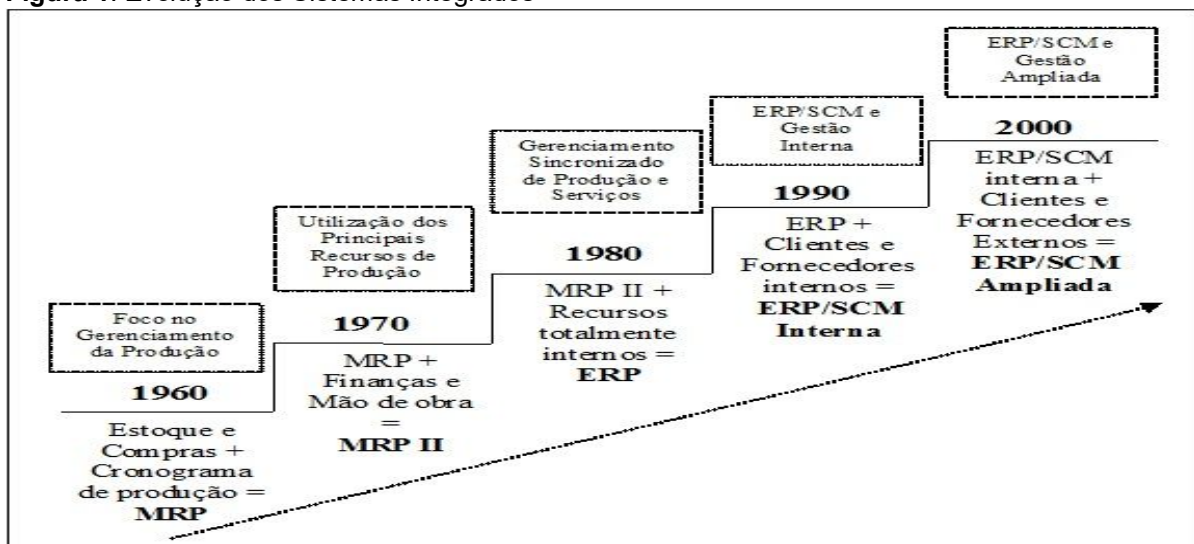 Figura 1: Evolução dos Sistemas Integrados
Foco no
Gerenciamento
da Produção
1960
Estoque e
Compras +
Cronograma
de produção =
MRP
Utilização dos
Principais
Recursos de
Produção
1970
MRP +
Finanças e
Mão de obra
=
MRP II
Gerenciamento
Sincronizado
de Produção e
Serviços
1980
MRP II +
Recursos
totalmente
internos =
ERP
ERP/SCM e
Gestão
Interna
1990
ERP +
Clientes e
Fornecedores
internos =
ERP/SCM
Interna
ERP/SCM e
Gestão
Ampliada
2000
ERP/SCM
interna +
Clientes e
Fornecedores
Externos =
ERP/SCM
Ampliada